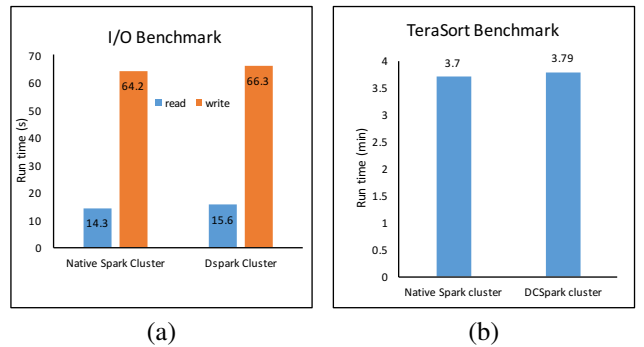 I/O Benchmark
70
60
50
40
30
20
10
0
Run time (s)
read write
64.2
66.3
14.3
15.6
Native Spark Cluster Dspark Cluster
(a)
TeraSort Benchmark
4
3.5
3
2.5
2
1.5
1
0.5
0
Run time (min)
3.7
3.79
Native Spark cluster DCSpark cluster
(b)